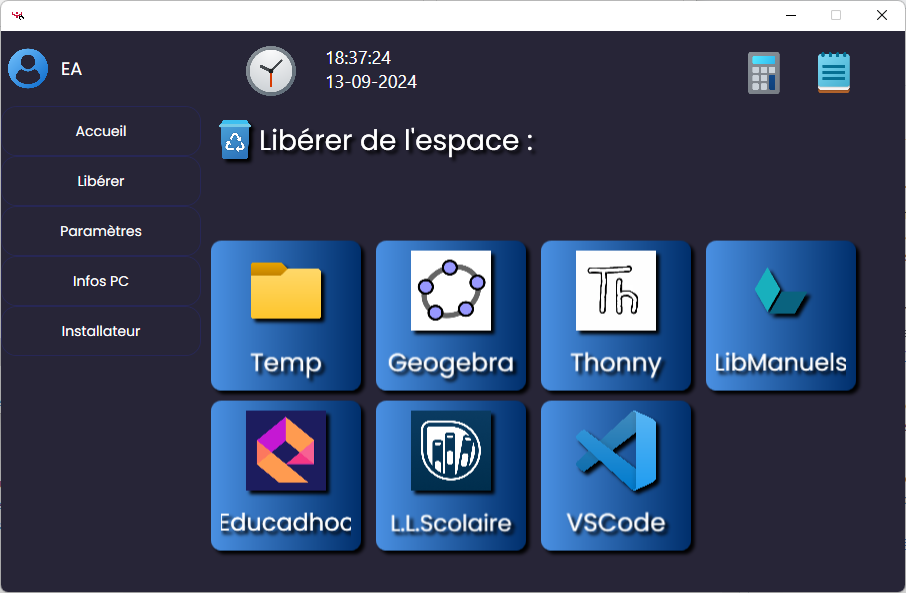 EA
18:37:24
13-09-2024
Accueil
Libérer
Paramètres
Infos PC
Installateur
Libérer de l'espace :
Temp
Geogebra
Th
Thonny
LibManuels
Educadhoc
L.L.Scolaire
VSCode